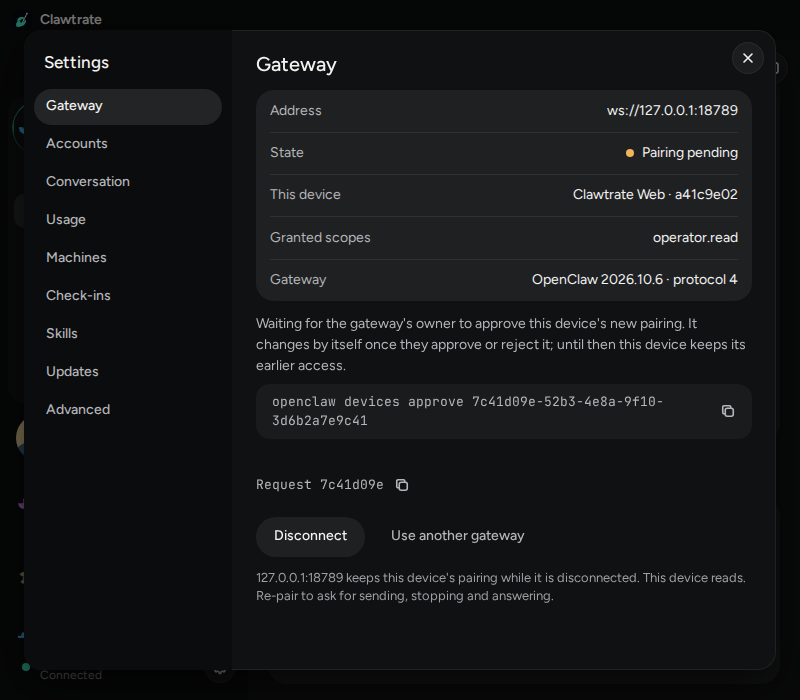 Clawtrate
Settings
Gateway
Accounts
Conversation
Usage
Machines
Check-ins
Skills
Updates
Advanced
Gateway
Address ws://127.0.0.1:18789
State Pairing pending
This device Clawtrate Web · a41c9e02
Granted scopes operator.read
Gateway OpenClaw 2026.10.6 · protocol 4
Waiting for the gateway's owner to approve this device's new pairing. It
changes by itself once they approve or reject it; until then this device keeps its
earlier access.
openclaw devices approve 7c41d09e-52b3-4e8a-9f10-
3d6b2a7e9c41
Request 7c41d09e
Disconnect Use another gateway
127.0.0.1:18789 keeps this device's pairing while it is disconnected. This device reads.
Re-pair to ask for sending, stopping and answering.
Connected